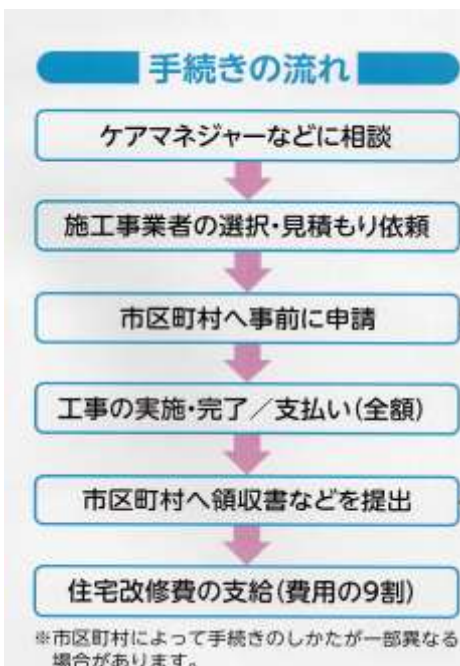 手続きの流れ
ケアマネジャーなどに相談
施工事業者の選択・見積もり依頼
市区町村へ事前に申請
工事の実施・完了／支払い(全額)
市区町村へ領収書などを提出
住宅改修費の支給(費用の9割)
※市区町村によって手続きのしかたが一部異なる
場合があります。